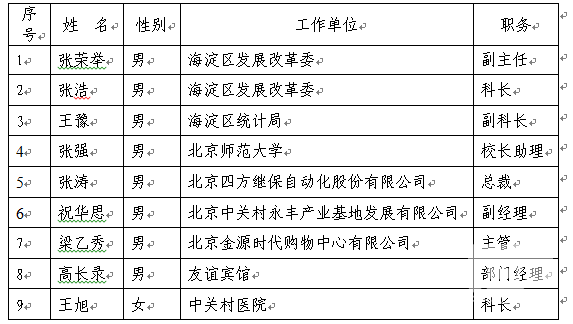 序号 姓 名 性别 工作单位 职务
1 张荣举 男 海淀区发展改革委 副主任
2 张浩 男 海淀区发展改革委 科长
3 王豫 男 海淀区统计局 副科长
4 张强 男 北京师范大学 校长助理
5 张涛 男 北京四方继保自动化股份有限公司 总裁
6 祝华思 男 北京中关村永丰产业基地发展有限公司 副经理
7 梁乙秀 男 北京金源时代购物中心有限公司 主管
8 高长录 男 友谊宾馆 部门经理
9 王旭 女 中关村医院 科长